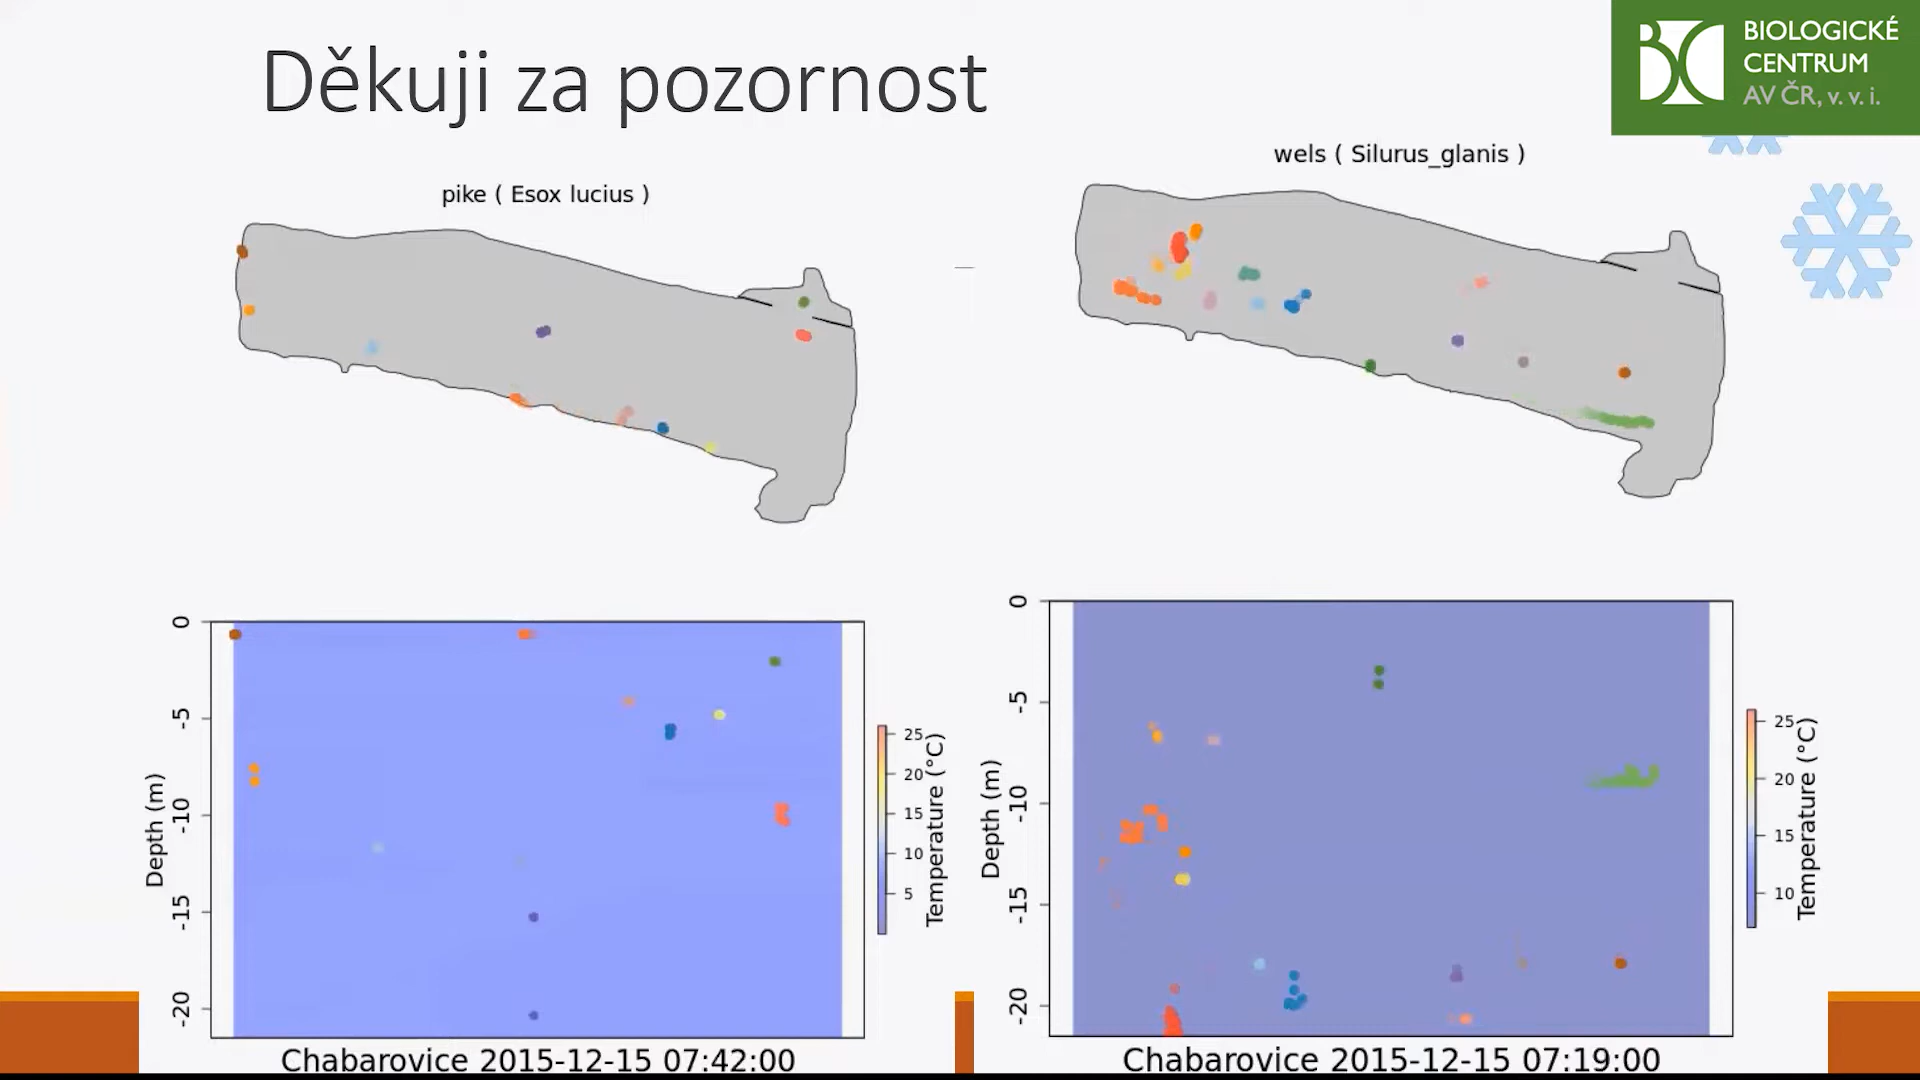 Děkuji za pozornost
BIOLOGICKÉ
CENTRUM
AV ČR, v. v. i.
pike ( Esox lucius )
wels ( Silurus_glanis )
0
-5
-10
-15
-20
Depth (m)
25
20
15
10
5
Temperature (°C)
Chabarovice 2015-12-15 07:42:00
0
-5
-10
-15
-20
Depth (m)
25
20
15
10
Temperature (°C)
Chabarovice 2015-12-15 07:19:00